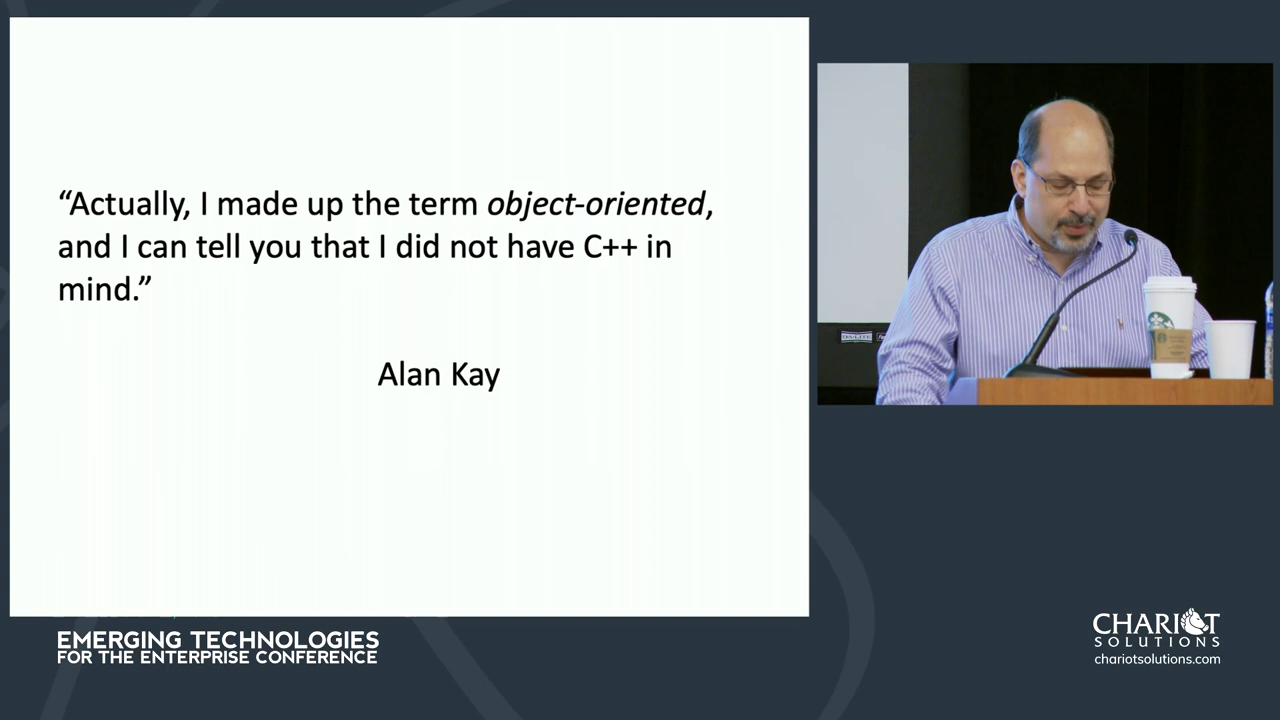 “Actually, I made up the term object-oriented,
and I can tell you that I did not have C++ in
mind.”
Alan Kay
EMERGING TECHNOLOGIES
FOR THE ENTERPRISE CONFERENCE
CHARIOT
SOLUTIONS
chariotsolutions.com